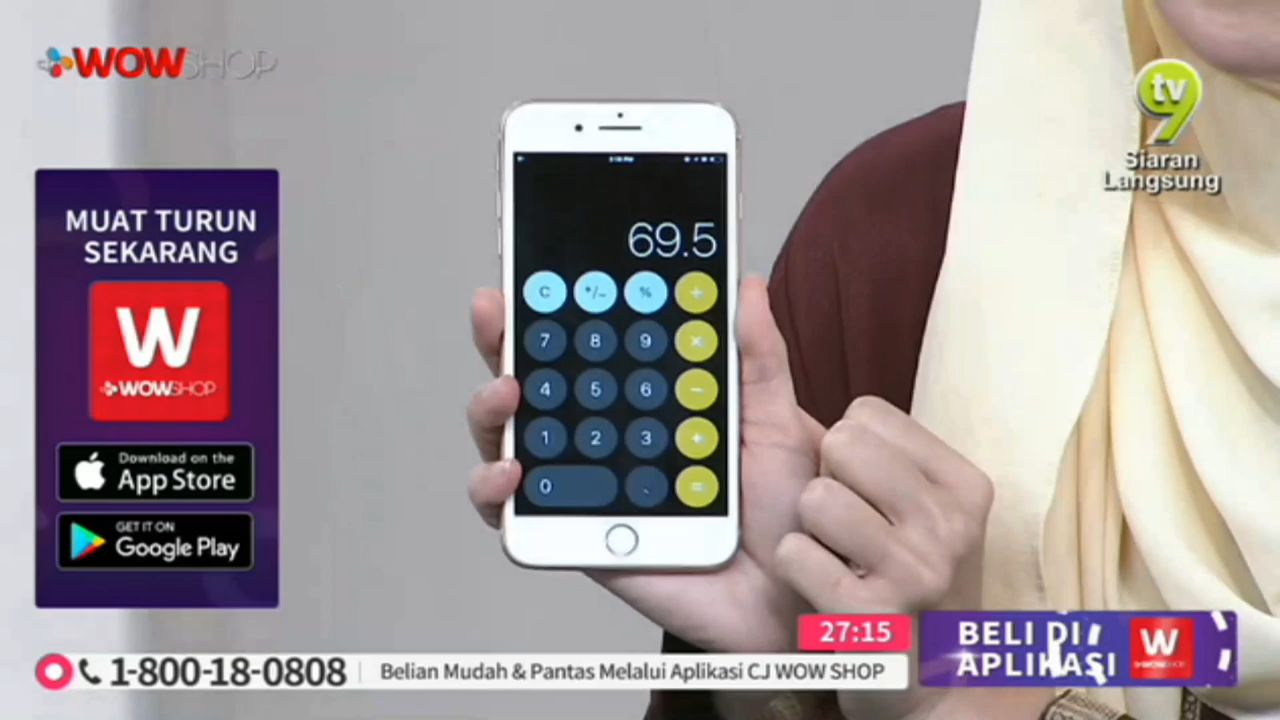 WOWSHOP
tv9
Siaran
Langsung
MUAT TURUN
SEKARANG
W
WOWSHOP
Download on the
App Store
GET IT ON
Google Play
69.5
C +/- % ÷
7 8 9 ×
4 5 6 −
1 2 3 +
0 . =
27:15
BELI DI
APLIKASI
W
1-800-18-0808
Belian Mudah & Pantas Melalui Aplikasi CJ WOW SHOP